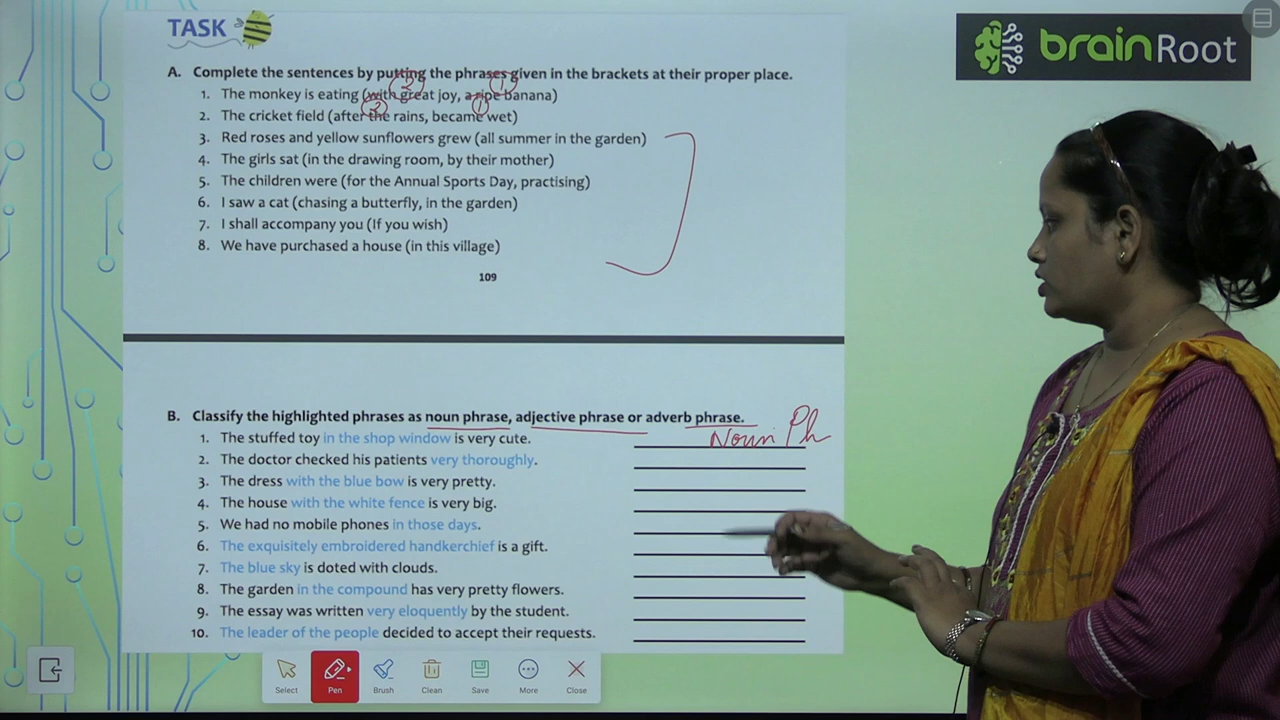 TASK
brainRoot
A. Complete the sentences by putting the phrases given in the brackets at their proper place.
2 1
1. The monkey is eating (with great joy, a ripe banana)
2 1
2. The cricket field (after the rains, became wet)
3. Red roses and yellow sunflowers grew (all summer in the garden)
4. The girls sat (in the drawing room, by their mother)
5. The children were (for the Annual Sports Day, practising)
6. I saw a cat (chasing a butterfly, in the garden)
7. I shall accompany you (If you wish)
8. We have purchased a house (in this village)
109
B. Classify the highlighted phrases as noun phrase, adjective phrase or adverb phrase.
1. The stuffed toy in the shop window is very cute. Noun Ph
2. The doctor checked his patients very thoroughly.
3. The dress with the blue bow is very pretty.
4. The house with the white fence is very big.
5. We had no mobile phones in those days.
6. The exquisitely embroidered handkerchief is a gift.
7. The blue sky is doted with clouds.
8. The garden in the compound has very pretty flowers.
9. The essay was written very eloquently by the student.
10. The leader of the people decided to accept their requests.
Select Pen Brush Clean Save More Close